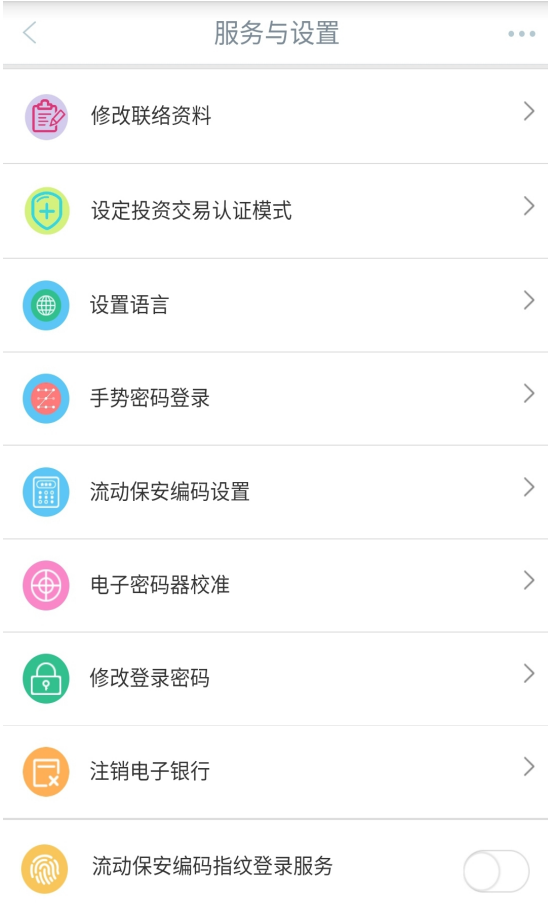 服务与设置
修改联络资料
设定投资交易认证模式
设置语言
手势密码登录
流动保安编码设置
电子密码器校准
修改登录密码
注销电子银行
流动保安编码指纹登录服务